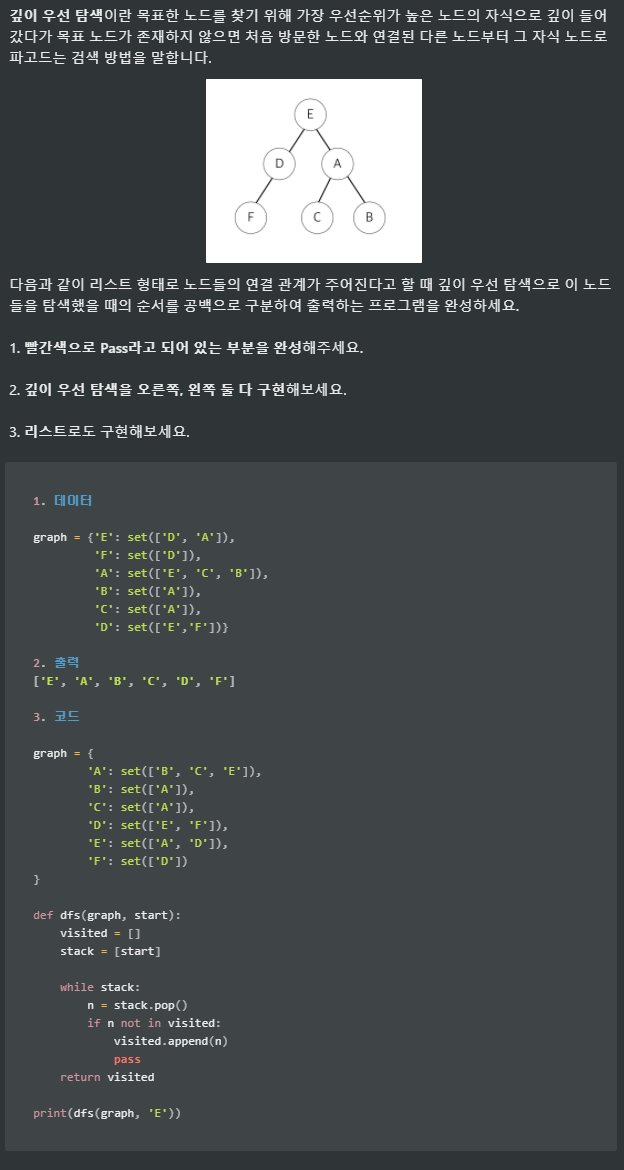 깊이 우선 탐색이란 목표한 노드를 찾기 위해 가장 우선순위가 높은 노드의 자식으로 깊이 들어
갔다가 목표 노드가 존재하지 않으면 처음 방문한 노드와 연결된 다른 노드부터 그 자식 노드로
파고드는 검색 방법을 말합니다.
E
D A
F C B
다음과 같이 리스트 형태로 노드들의 연결 관계가 주어진다고 할 때 깊이 우선 탐색으로 이 노드
들을 탐색했을 때의 순서를 공백으로 구분하여 출력하는 프로그램을 완성하세요.
1. 빨간색으로 Pass라고 되어 있는 부분을 완성해주세요.
2. 깊이 우선 탐색을 오른쪽, 왼쪽 둘 다 구현해보세요.
3. 리스트로도 구현해보세요.
1. 데이터
graph = {'E': set(['D', 'A']),
'F': set(['D']),
'A': set(['E', 'C', 'B']),
'B': set(['A']),
'C': set(['A']),
'D': set(['E','F'])}
2. 출력
['E', 'A', 'B', 'C', 'D', 'F']
3. 코드
graph = {
'A': set(['B', 'C', 'E']),
'B': set(['A']),
'C': set(['A']),
'D': set(['E', 'F']),
'E': set(['A', 'D']),
'F': set(['D'])
}
def dfs(graph, start):
visited = []
stack = [start]
while stack:
n = stack.pop()
if n not in visited:
visited.append(n)
pass
return visited
print(dfs(graph, 'E'))